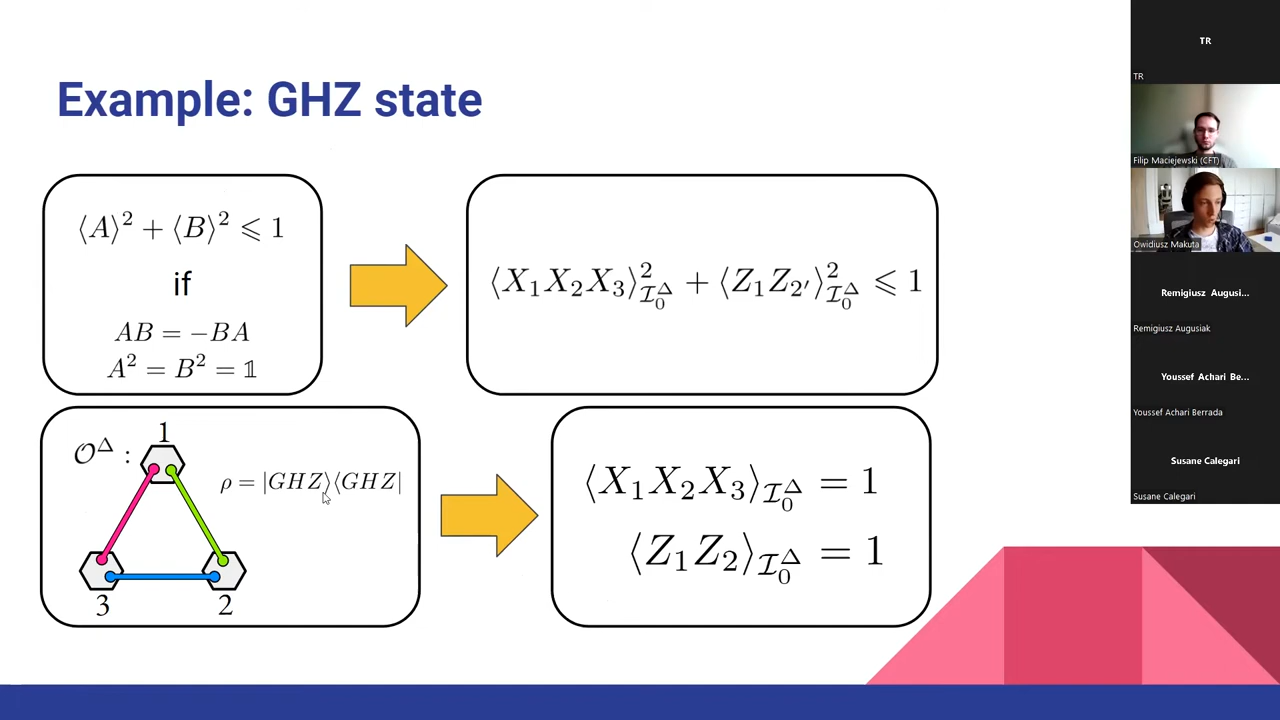 Example: GHZ state
⟨A⟩² + ⟨B⟩² ⩽ 1
if
AB = −BA
A² = B² = 𝟙
⟨X₁X₂X₃⟩²_{ℐ₀^Δ} + ⟨Z₁Z₂′⟩²_{ℐ₀^Δ} ⩽ 1
𝒪^Δ :
1
ρ = |GHZ⟩⟨GHZ|
3
2
⟨X₁X₂X₃⟩_{ℐ₀^Δ} = 1
⟨Z₁Z₂⟩_{ℐ₀^Δ} = 1
TR
TR
Filip Maciejewski (CFT)
Owidiusz Makuta
Remigiusz Augusi...
Remigiusz Augusiak
Youssef Achari Be...
Youssef Achari Berrada
Susane Calegari
Susane Calegari